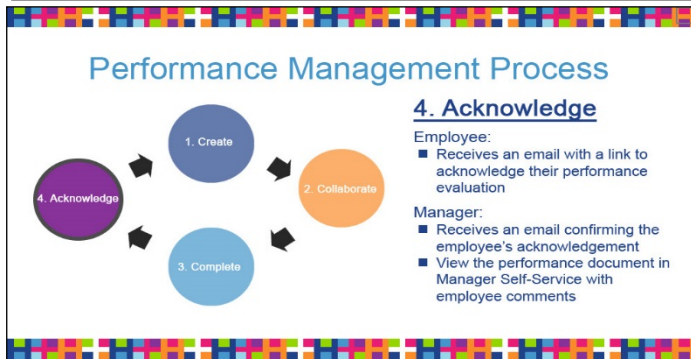 Performance Management Process
1. Create
2. Collaborate
3. Complete
4. Acknowledge
4. Acknowledge
Employee:
Receives an email with a link to
acknowledge their performance
evaluation
Manager:
Receives an email confirming the
employee's acknowledgement
View the performance document in
Manager Self-Service with
employee comments